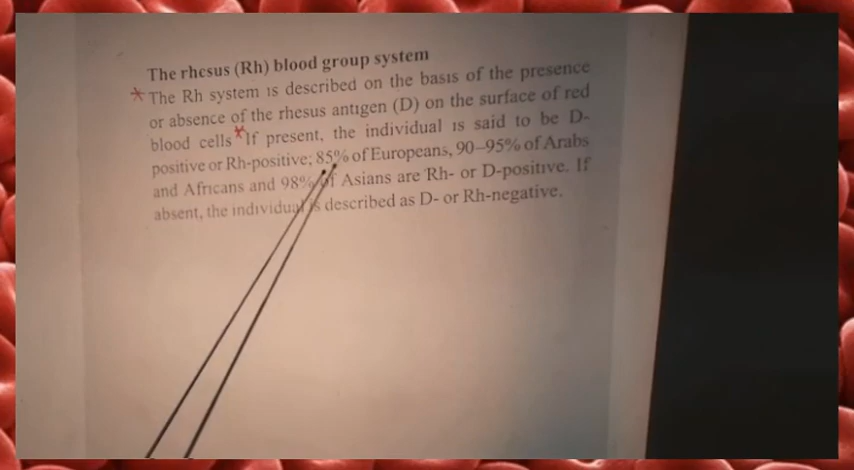 The rhesus (Rh) blood group system
* The Rh system is described on the basis of the presence
or absence of the rhesus antigen (D) on the surface of red
blood cells * If present, the individual is said to be D-
positive or Rh-positive; 85% of Europeans, 90–95% of Arabs
and Africans and 98% of Asians are Rh- or D-positive. If
absent, the individual is described as D- or Rh-negative.